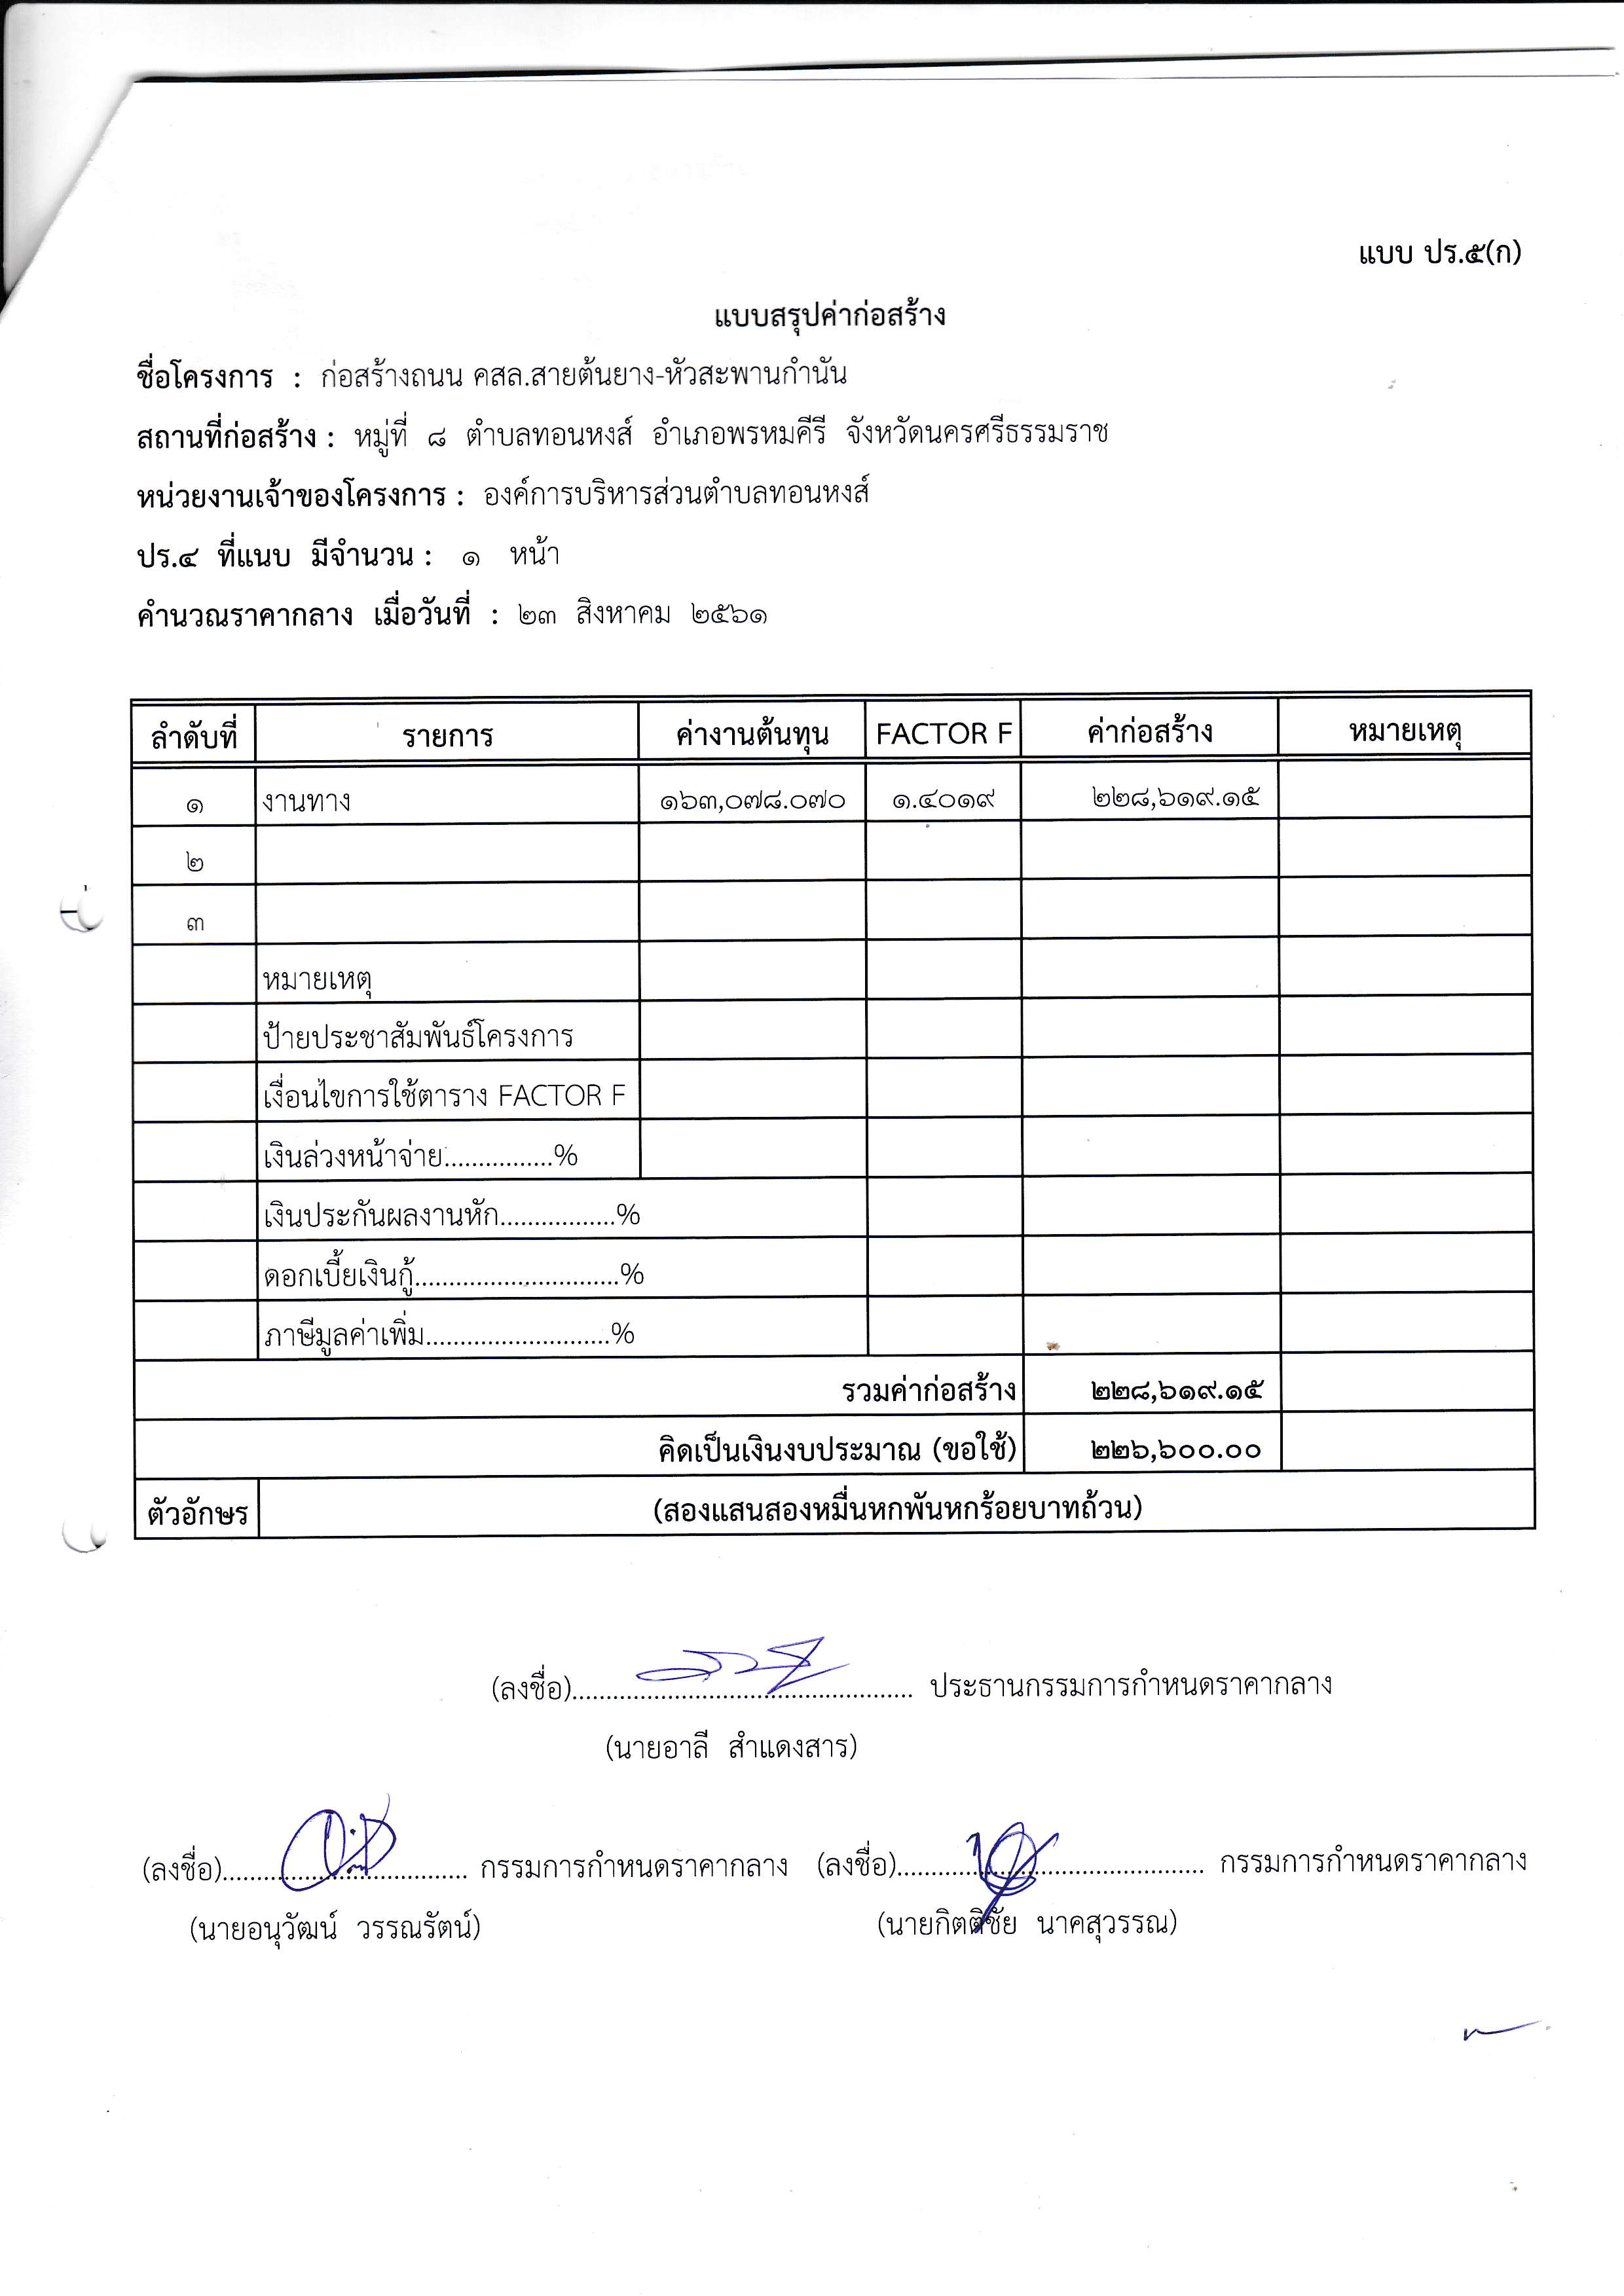 แบบ ปร.๕(ก)
แบบสรุปค่าก่อสร้าง
ชื่อโครงการ : ก่อสร้างถนน คสล.สายต้นยาง-หัวสะพานกำนัน
สถานที่ก่อสร้าง : หมู่ที่ ๘ ตำบลทอนหงส์ อำเภอพรหมคีรี จังหวัดนครศรีธรรมราช
หน่วยงานเจ้าของโครงการ : องค์การบริหารส่วนตำบลทอนหงส์
ปร.๔ ที่แนบ มีจำนวน : ๑ หน้า
คำนวณราคากลาง เมื่อวันที่ : ๒๓ สิงหาคม ๒๕๖๑
ลำดับที่ รายการ ค่างานต้นทุน FACTOR F ค่าก่อสร้าง หมายเหตุ
๑ งานทาง ๑๖๓,๐๗๘.๐๗๐ ๑.๔๐๑๙ ๒๒๘,๖๑๙.๑๕
๒
๓
หมายเหตุ
ป้ายประชาสัมพันธ์โครงการ
เงื่อนไขการใช้ตาราง FACTOR F
เงินล่วงหน้าจ่าย................%
เงินประกันผลงานหัก.................%
ดอกเบี้ยเงินกู้..............................%
ภาษีมูลค่าเพิ่ม...........................%
รวมค่าก่อสร้าง ๒๒๘,๖๑๙.๑๕
คิดเป็นเงินงบประมาณ (ขอใช้) ๒๒๖,๖๐๐.๐๐
ตัวอักษร (สองแสนสองหมื่นหกพันหกร้อยบาทถ้วน)
(ลงชื่อ).................................................. ประธานกรรมการกำหนดราคากลาง
(นายอาลี สำแดงสาร)
(ลงชื่อ).................................... กรรมการกำหนดราคากลาง (ลงชื่อ)............................................. กรรมการกำหนดราคากลาง
(นายอนุวัฒน์ วรรณรัตน์) (นายกิตติชัย นาคสุวรรณ)